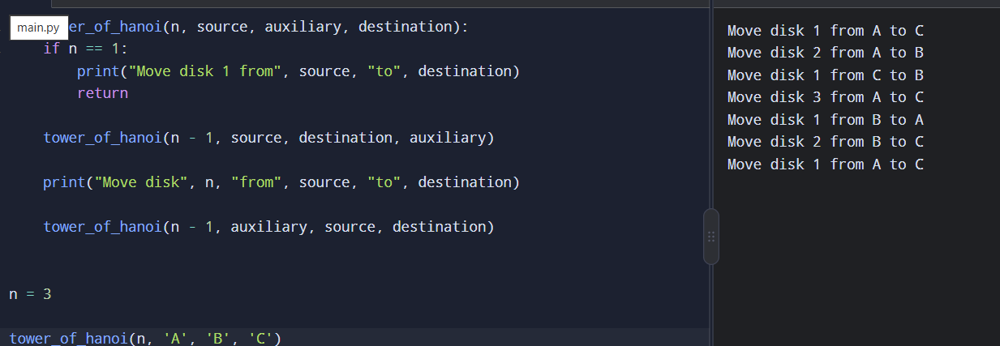 main.py
er_of_hanoi(n, source, auxiliary, destination):
    if n == 1:
        print("Move disk 1 from", source, "to", destination)
        return
    tower_of_hanoi(n - 1, source, destination, auxiliary)
    print("Move disk", n, "from", source, "to", destination)
    tower_of_hanoi(n - 1, auxiliary, source, destination)
n = 3
tower_of_hanoi(n, 'A', 'B', 'C')
Move disk 1 from A to C
Move disk 2 from A to B
Move disk 1 from C to B
Move disk 3 from A to C
Move disk 1 from B to A
Move disk 2 from B to C
Move disk 1 from A to C